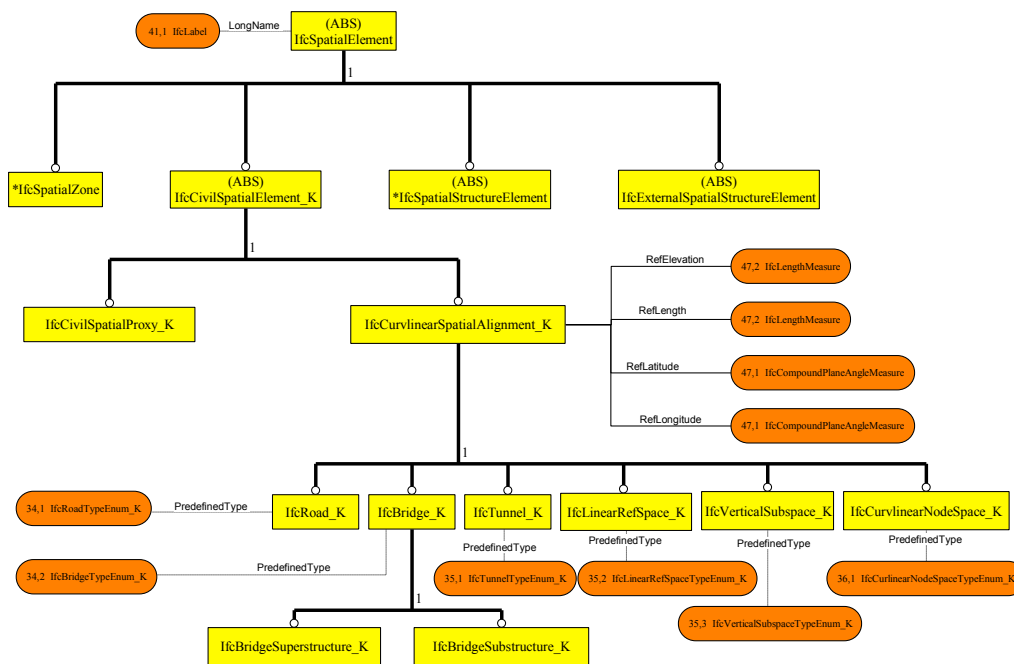 41,1 IfcLabel
LongName
(ABS)
IfcSpatialElement
1
*IfcSpatialZone
(ABS)
IfcCivilSpatialElement_K
(ABS)
*IfcSpatialStructureElement
(ABS)
IfcExternalSpatialStructureElement
1
IfcCivilSpatialProxy_K
IfcCurvlinearSpatialAlignment_K
RefElevation
47,2 IfcLengthMeasure
RefLength
47,2 IfcLengthMeasure
RefLatitude
47,1 IfcCompoundPlaneAngleMeasure
RefLongitude
47,1 IfcCompoundPlaneAngleMeasure
1
34,1 IfcRoadTypeEnum_K
PredefinedType
IfcRoad_K
IfcBridge_K
IfcTunnel_K
IfcLinearRefSpace_K
IfcVerticalSubspace_K
IfcCurvlinearNodeSpace_K
34,2 IfcBridgeTypeEnum_K
PredefinedType
PredefinedType
35,1 IfcTunnelTypeEnum_K
PredefinedType
35,2 IfcLinearRefSpaceTypeEnum_K
PredefinedType
35,3 IfcVerticalSubspaceTypeEnum_K
PredefinedType
36,1 IfcCurlinearNodeSpaceTypeEnum_K
1
IfcBridgeSuperstructure_K
IfcBridgeSubstructure_K